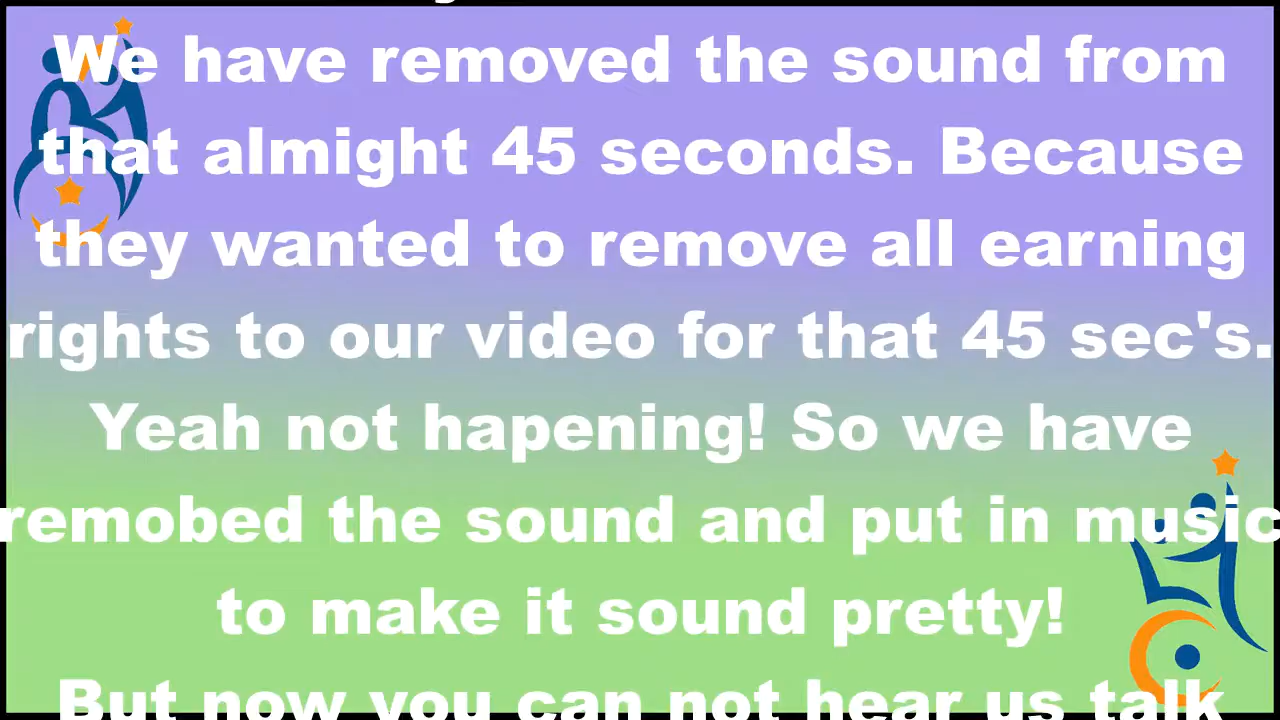 We have removed the sound from
that almight 45 seconds. Because
they wanted to remove all earning
rights to our video for that 45 sec's.
Yeah not hapening! So we have
remobed the sound and put in music
to make it sound pretty!
But now you can not hear us talk